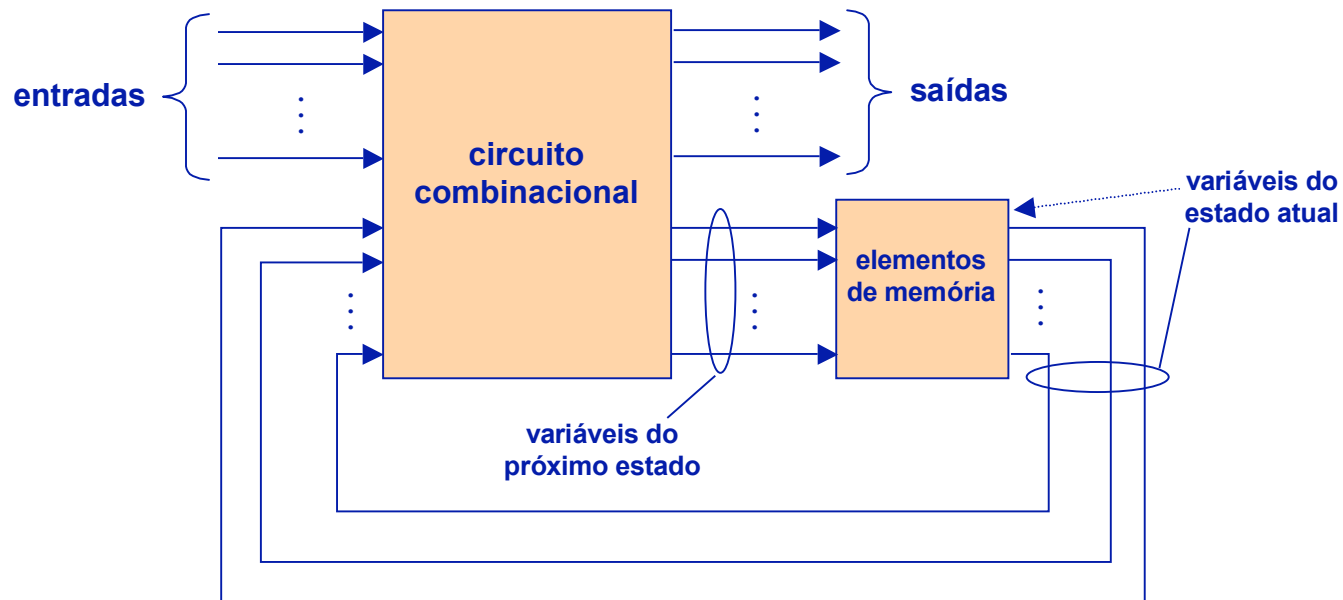 entradas
circuito
combinacional
saídas
variáveis do
estado atual
elementos
de memória
variáveis do
próximo estado